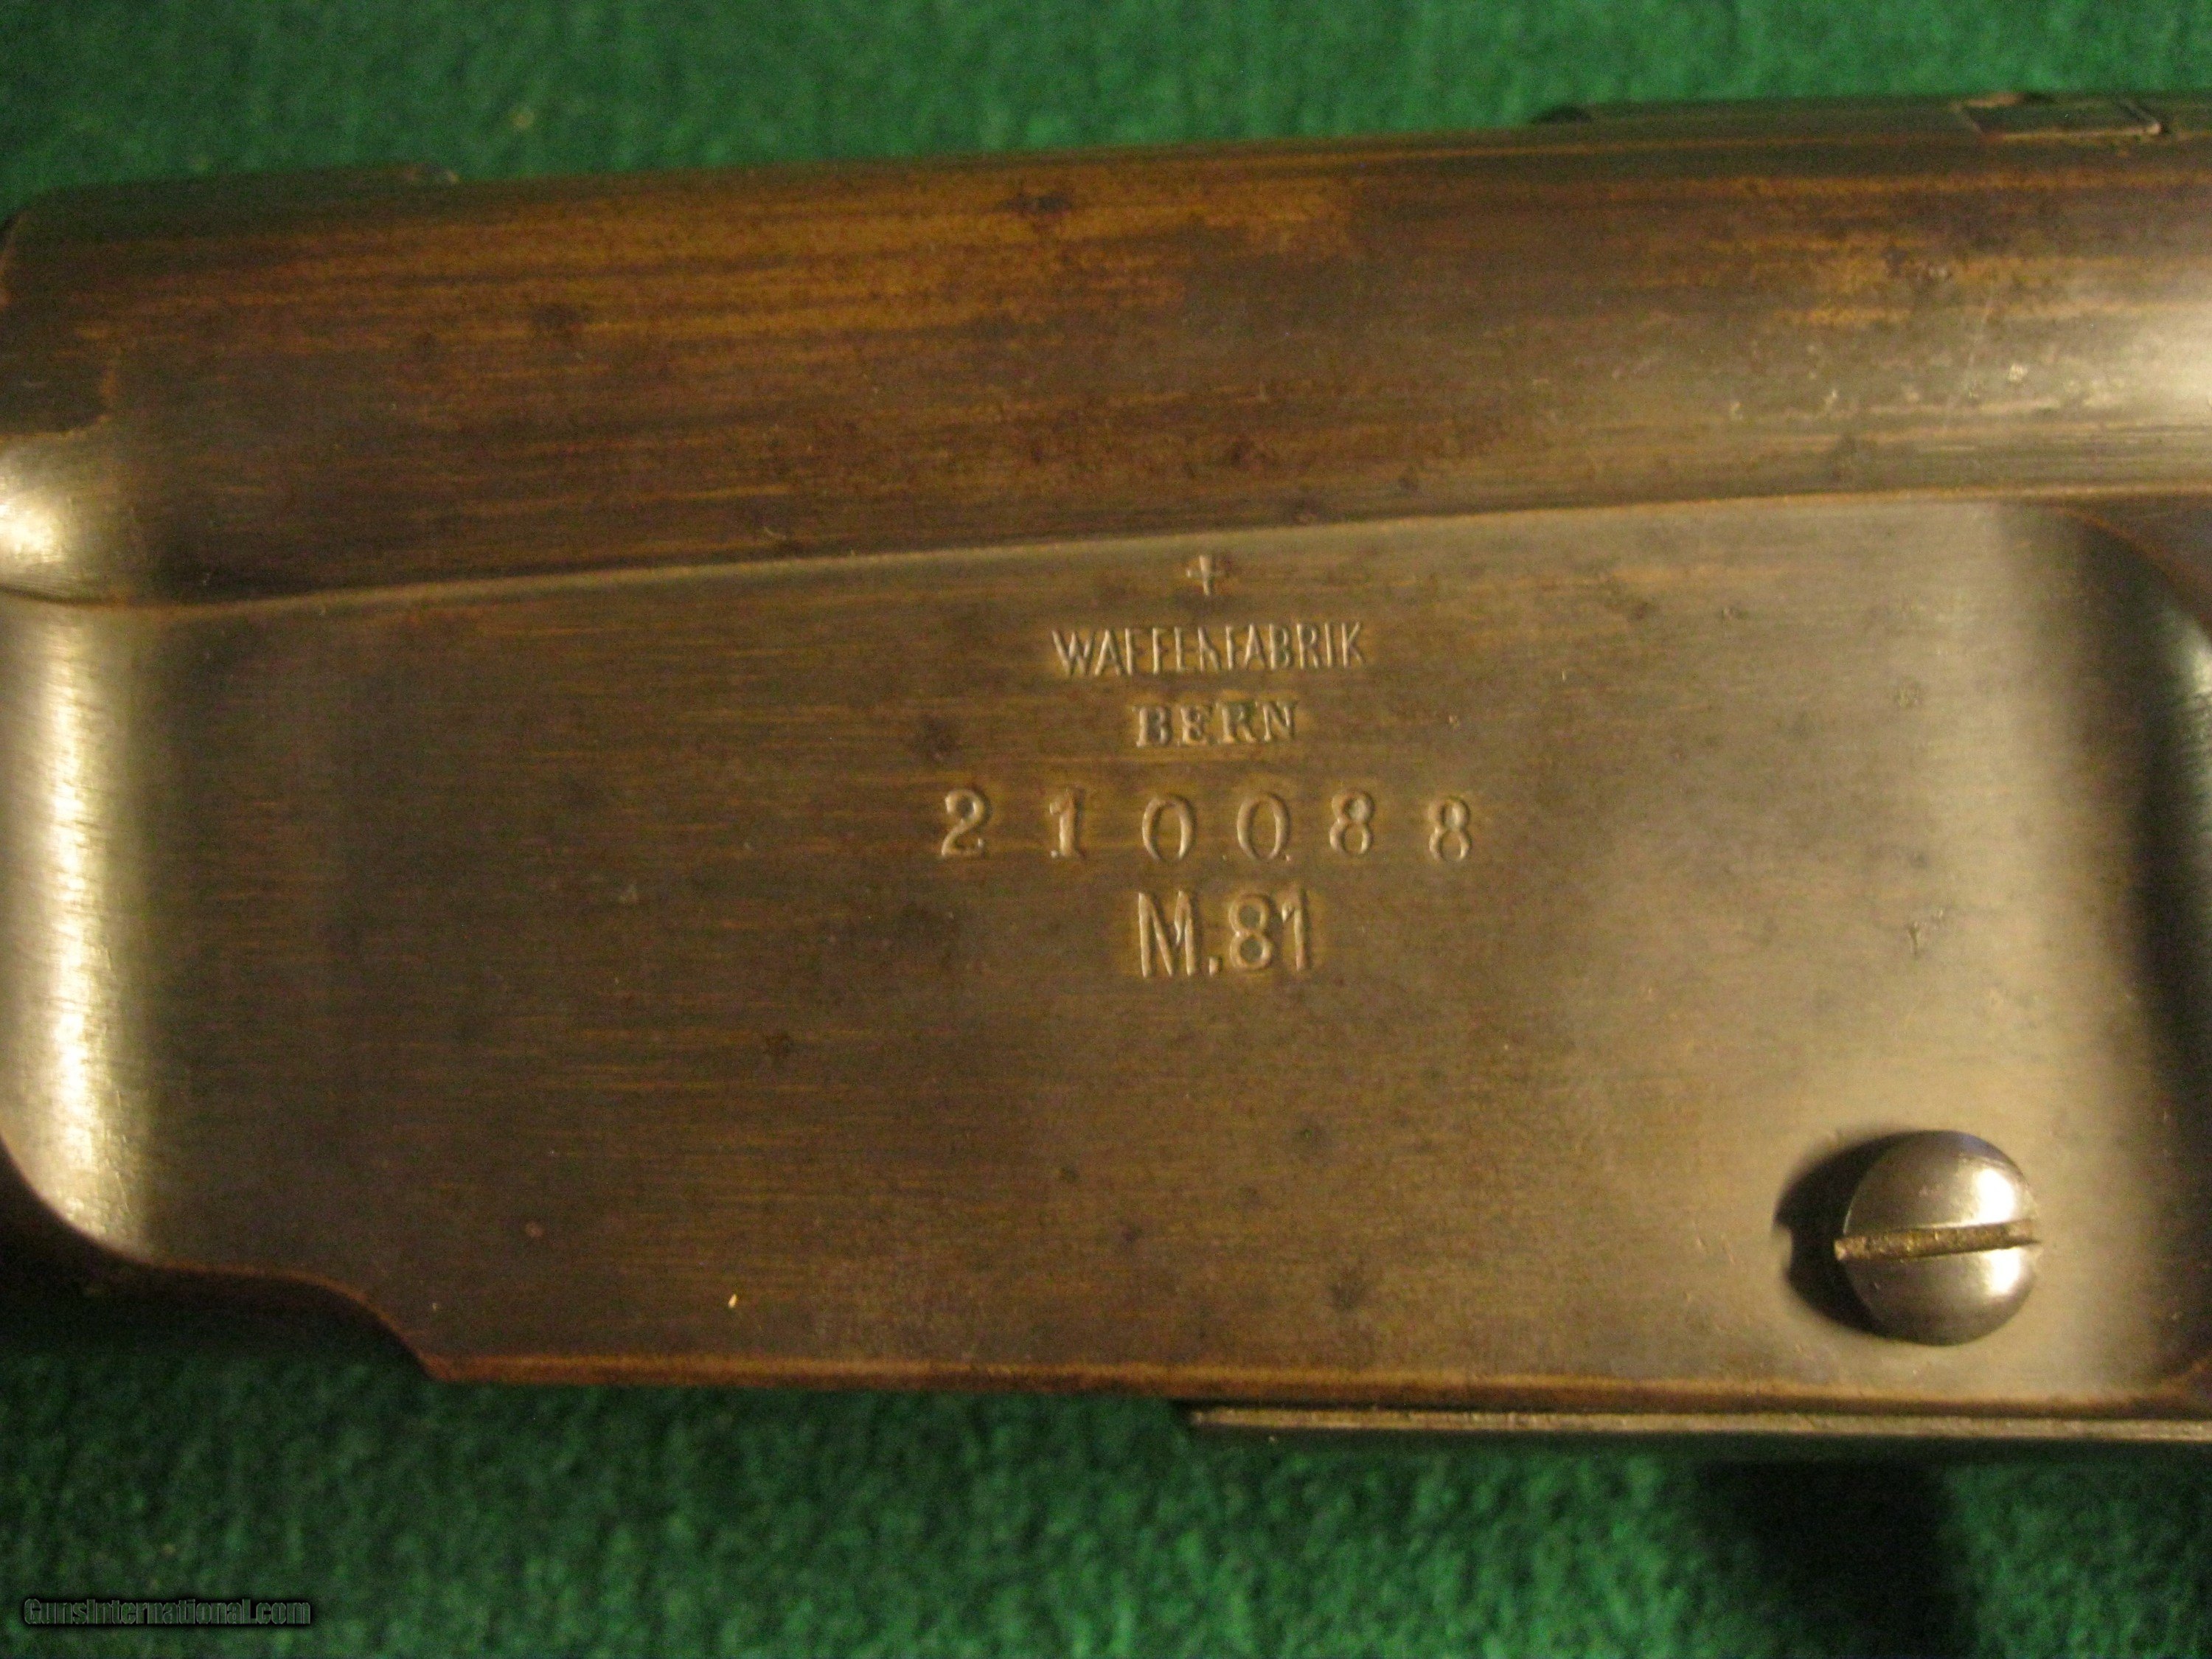 WAFFENFABRIK
BERN
210088
M.81
GunsInternational.com